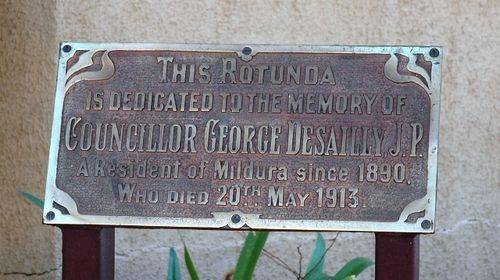 THIS ROTUNDA
IS DEDICATED TO THE MEMORY OF
COUNCILLOR GEORGE DESAILLY J.P.
A RESIDENT OF MILDURA SINCE 1890.
WHO DIED 20TH MAY 1913.